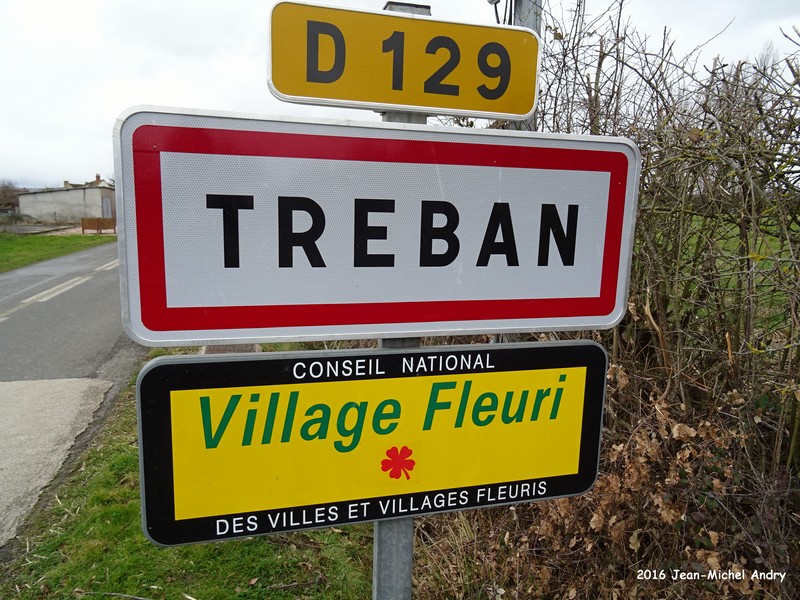 D 129
TREBAN
CONSEIL NATIONAL
Village Fleuri
DES VILLES ET VILLAGES FLEURIS
2016 Jean-Michel Andry